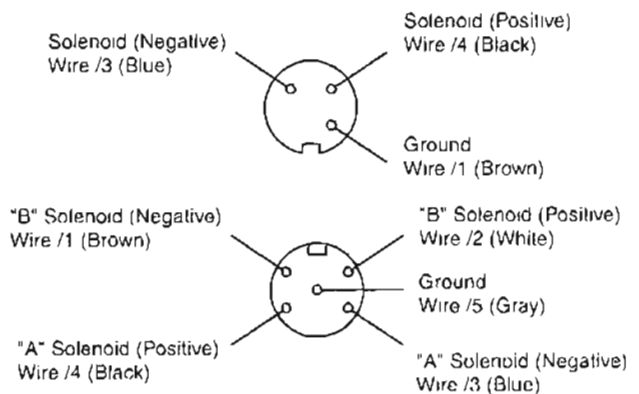 Solenoid (Negative)
Wire /3 (Blue)
Solenoid (Positive)
Wire /4 (Black)
Ground
Wire /1 (Brown)
"B" Solenoid (Negative)
Wire /1 (Brown)
"B" Solenoid (Positive)
Wire /2 (White)
Ground
Wire /5 (Gray)
"A" Solenoid (Positive)
Wire /4 (Black)
"A" Solenoid (Negative)
Wire /3 (Blue)